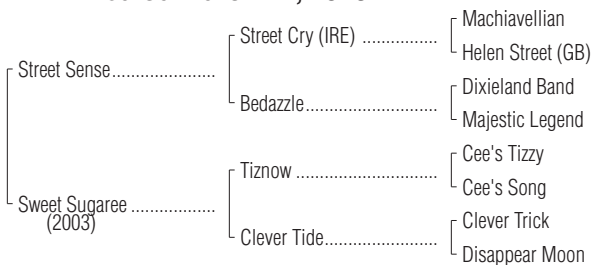 Street Sense.....................
Sweet Sugaree .................
(2003)
Street Cry (IRE) ...............
Bedazzle..........................
Tiznow ............................
Clever Tide......................
Machiavellian
Helen Street (GB)
Dixieland Band
Majestic Legend
Cee's Tizzy
Cee's Song
Clever Trick
Disappear Moon